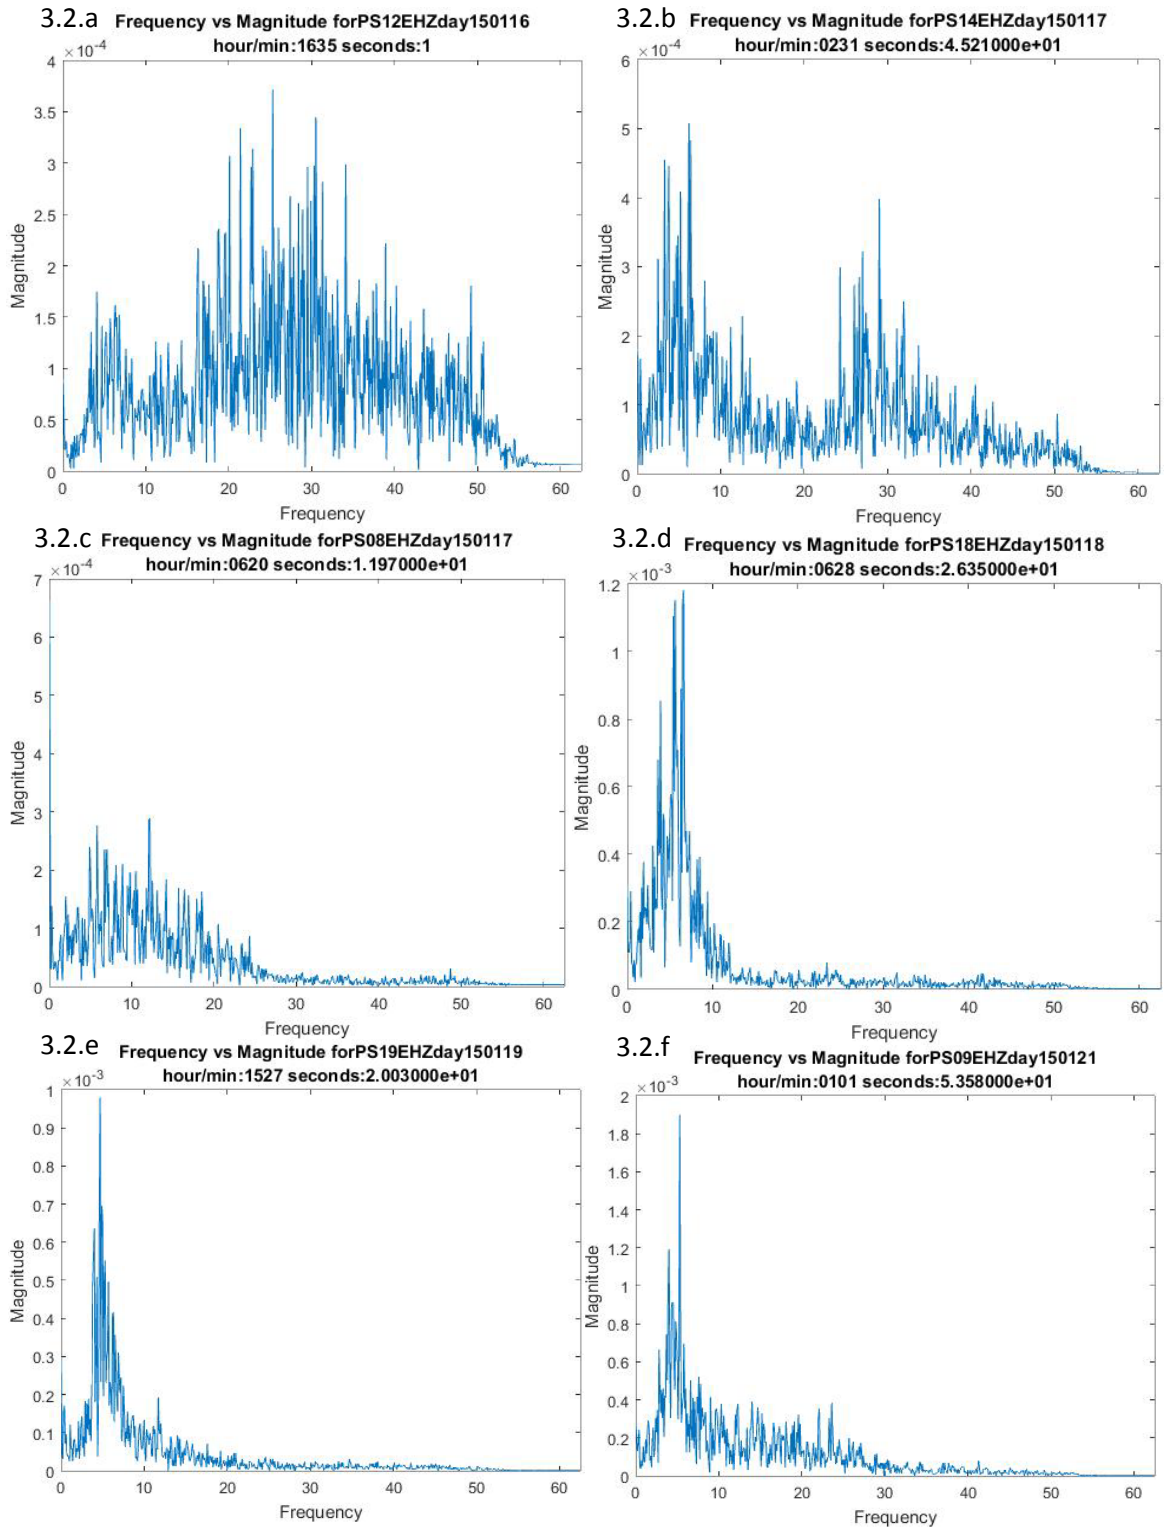 3.2.a
Frequency vs Magnitude forPS12EHZday150116
hour/min:1635 seconds:1
×10-4
4
3.5
3
2.5
2
1.5
1
0.5
0
Magnitude
0 10 20 30 40 50 60
Frequency
3.2.b
Frequency vs Magnitude forPS14EHZday150117
hour/min:0231 seconds:4.521000e+01
×10-4
6
5
4
3
2
1
0
Magnitude
0 10 20 30 40 50 60
Frequency
3.2.c
Frequency vs Magnitude forPS08EHZday150117
hour/min:0620 seconds:1.197000e+01
×10-4
7
6
5
4
3
2
1
0
Magnitude
0 10 20 30 40 50 60
Frequency
3.2.d
Frequency vs Magnitude forPS18EHZday150118
hour/min:0628 seconds:2.635000e+01
×10-3
1.2
1
0.8
0.6
0.4
0.2
0
Magnitude
0 10 20 30 40 50 60
Frequency
3.2.e
Frequency vs Magnitude forPS19EHZday150119
hour/min:1527 seconds:2.003000e+01
×10-3
1
0.9
0.8
0.7
0.6
0.5
0.4
0.3
0.2
0.1
0
Magnitude
0 10 20 30 40 50 60
Frequency
3.2.f
Frequency vs Magnitude forPS09EHZday150121
hour/min:0101 seconds:5.358000e+01
×10-3
2
1.8
1.6
1.4
1.2
1
0.8
0.6
0.4
0.2
0
Magnitude
0 10 20 30 40 50 60
Frequency